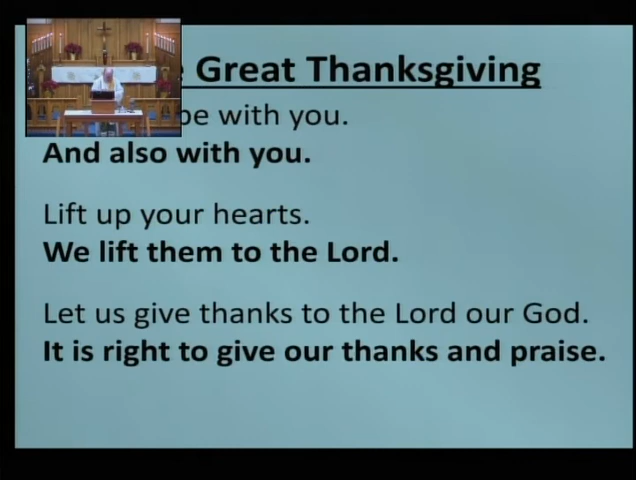 Great Thanksgiving
be with you.
And also with you.
Lift up your hearts.
We lift them to the Lord.
Let us give thanks to the Lord our God.
It is right to give our thanks and praise.